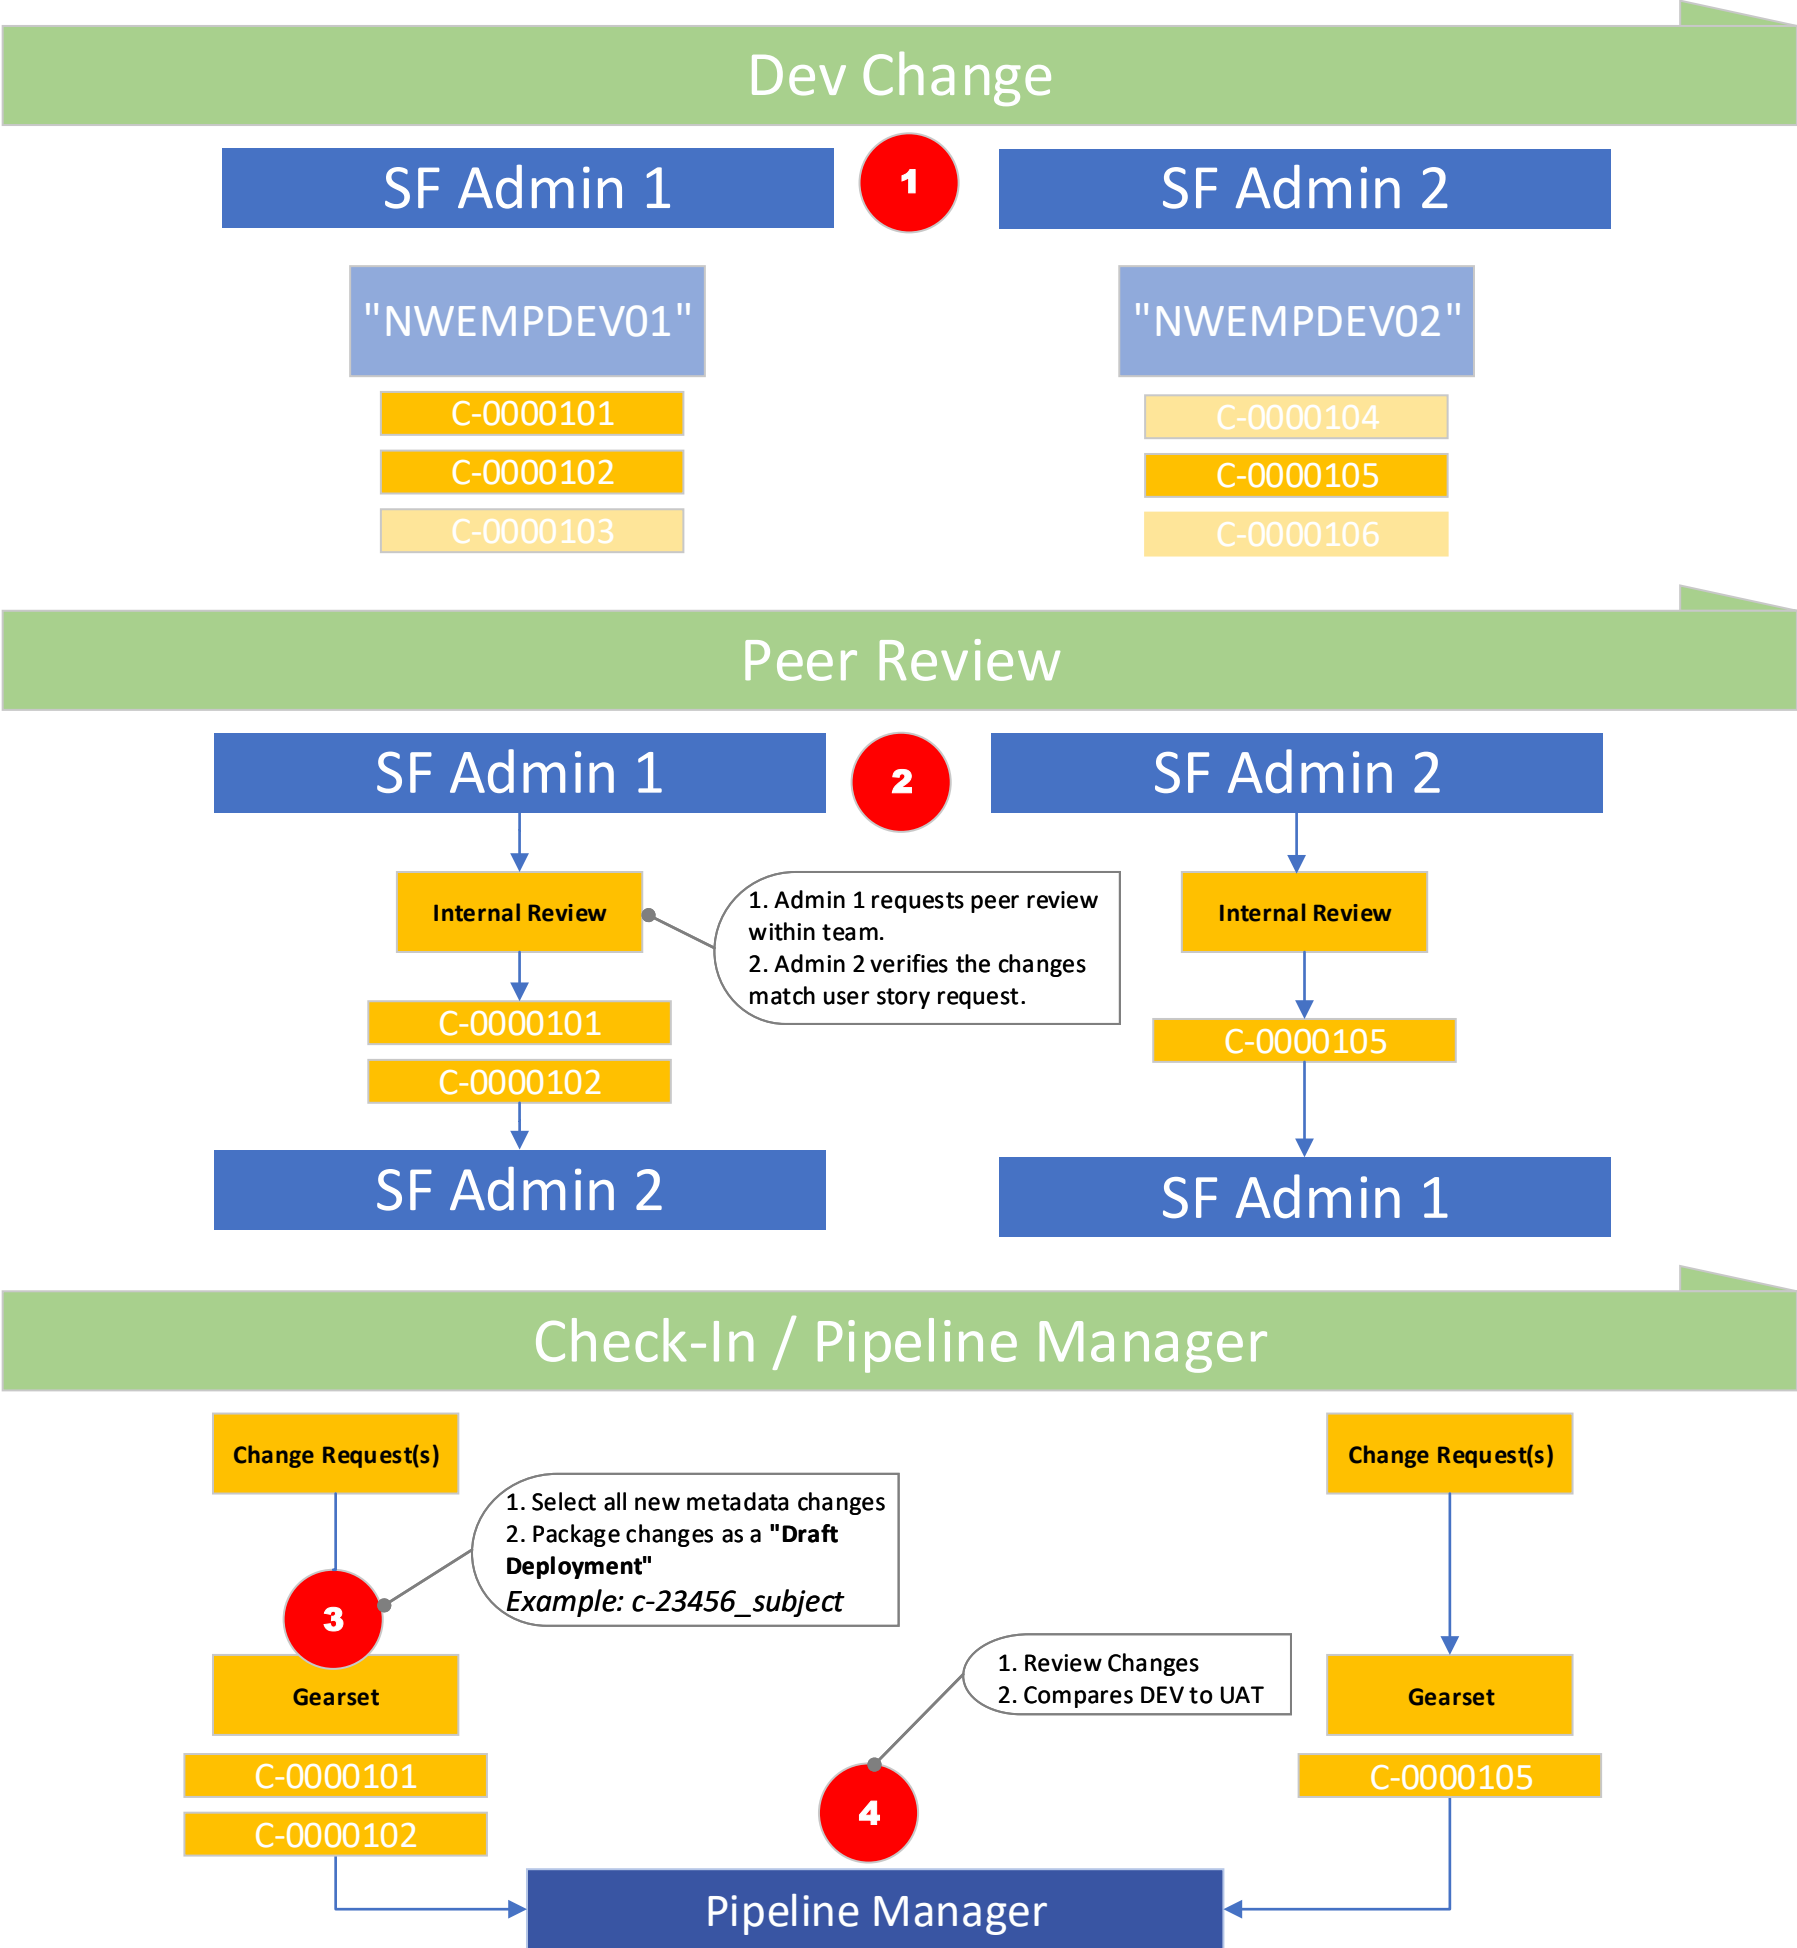 Dev Change
SF Admin 1
1
SF Admin 2
"NWEMPDEV01"
"NWEMPDEV02"
C-0000101
C-0000102
C-0000103
C-0000104
C-0000105
C-0000106
Peer Review
SF Admin 1
2
SF Admin 2
Internal Review
1. Admin 1 requests peer review
within team.
2. Admin 2 verifies the changes
match user story request.
Internal Review
C-0000101
C-0000102
C-0000105
SF Admin 2
SF Admin 1
Check-In / Pipeline Manager
Change Request(s)
Change Request(s)
1. Select all new metadata changes
2. Package changes as a "Draft
Deployment"
Example: c-23456_subject
3
Gearset
1. Review Changes
2. Compares DEV to UAT
Gearset
C-0000101
C-0000102
C-0000105
4
Pipeline Manager